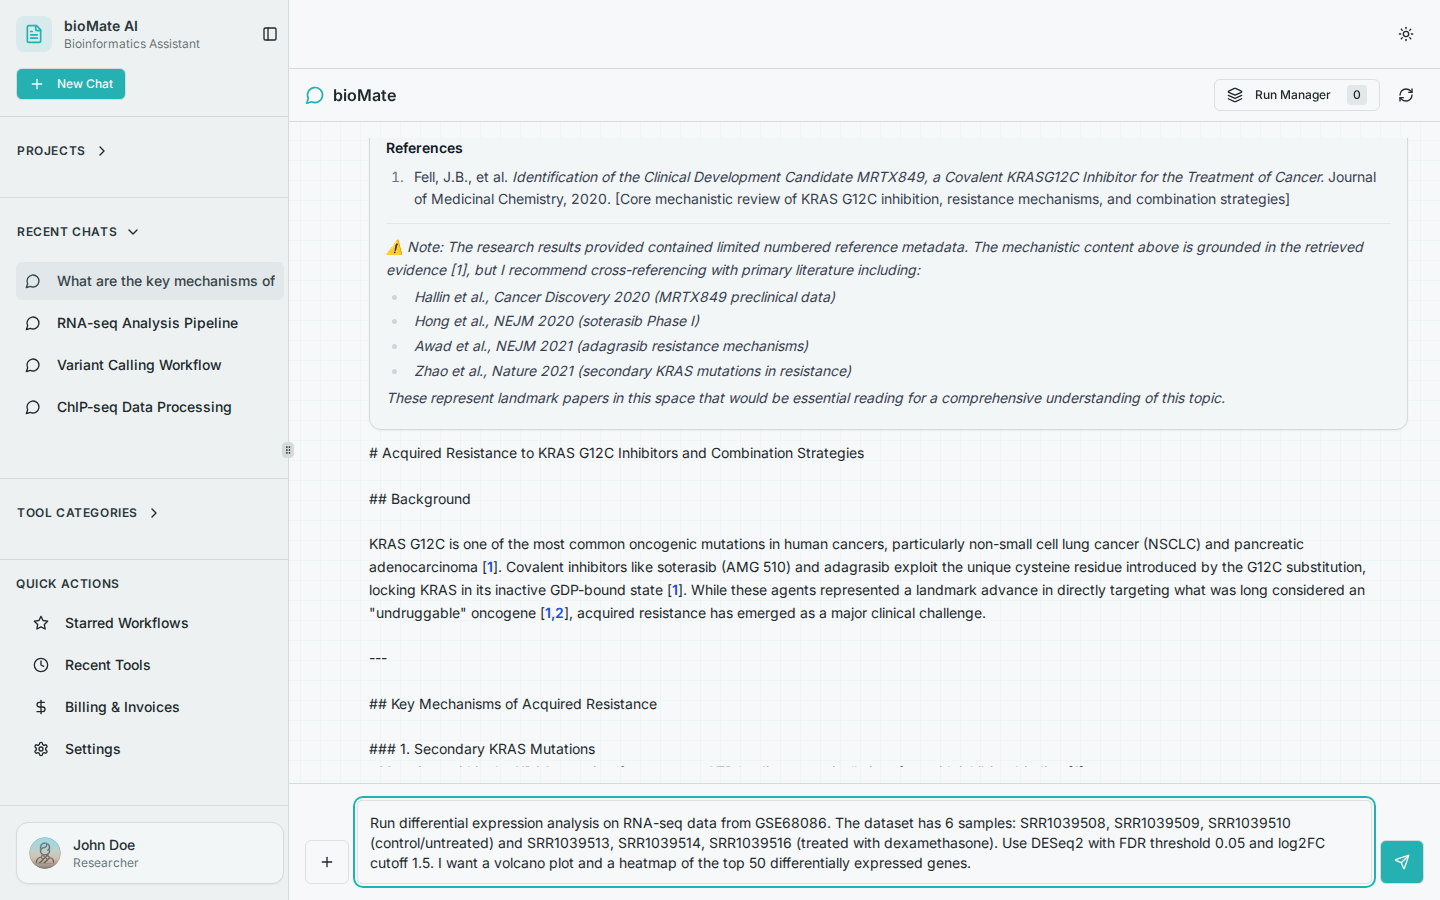 bioMate AI
Bioinformatics Assistant
New Chat
PROJECTS
RECENT CHATS
What are the key mechanisms of
RNA-seq Analysis Pipeline
Variant Calling Workflow
ChIP-seq Data Processing
TOOL CATEGORIES
QUICK ACTIONS
Starred Workflows
Recent Tools
Billing & Invoices
Settings
John Doe
Researcher
bioMate
Run Manager 0
References
1. Fell, J.B., et al. Identification of the Clinical Development Candidate MRTX849, a Covalent KRASG12C Inhibitor for the Treatment of Cancer. Journal
of Medicinal Chemistry, 2020. [Core mechanistic review of KRAS G12C inhibition, resistance mechanisms, and combination strategies]
⚠️ Note: The research results provided contained limited numbered reference metadata. The mechanistic content above is grounded in the retrieved
evidence [1], but I recommend cross-referencing with primary literature including:
Hallin et al., Cancer Discovery 2020 (MRTX849 preclinical data)
Hong et al., NEJM 2020 (soterasib Phase I)
Awad et al., NEJM 2021 (adagrasib resistance mechanisms)
Zhao et al., Nature 2021 (secondary KRAS mutations in resistance)
These represent landmark papers in this space that would be essential reading for a comprehensive understanding of this topic.
# Acquired Resistance to KRAS G12C Inhibitors and Combination Strategies
## Background
KRAS G12C is one of the most common oncogenic mutations in human cancers, particularly non-small cell lung cancer (NSCLC) and pancreatic
adenocarcinoma [1]. Covalent inhibitors like soterasib (AMG 510) and adagrasib exploit the unique cysteine residue introduced by the G12C substitution,
locking KRAS in its inactive GDP-bound state [1]. While these agents represented a landmark advance in directly targeting what was long considered an
"undruggable" oncogene [1,2], acquired resistance has emerged as a major clinical challenge.
---
## Key Mechanisms of Acquired Resistance
### 1. Secondary KRAS Mutations
Run differential expression analysis on RNA-seq data from GSE68086. The dataset has 6 samples: SRR1039508, SRR1039509, SRR1039510
(control/untreated) and SRR1039513, SRR1039514, SRR1039516 (treated with dexamethasone). Use DESeq2 with FDR threshold 0.05 and log2FC
cutoff 1.5. I want a volcano plot and a heatmap of the top 50 differentially expressed genes.